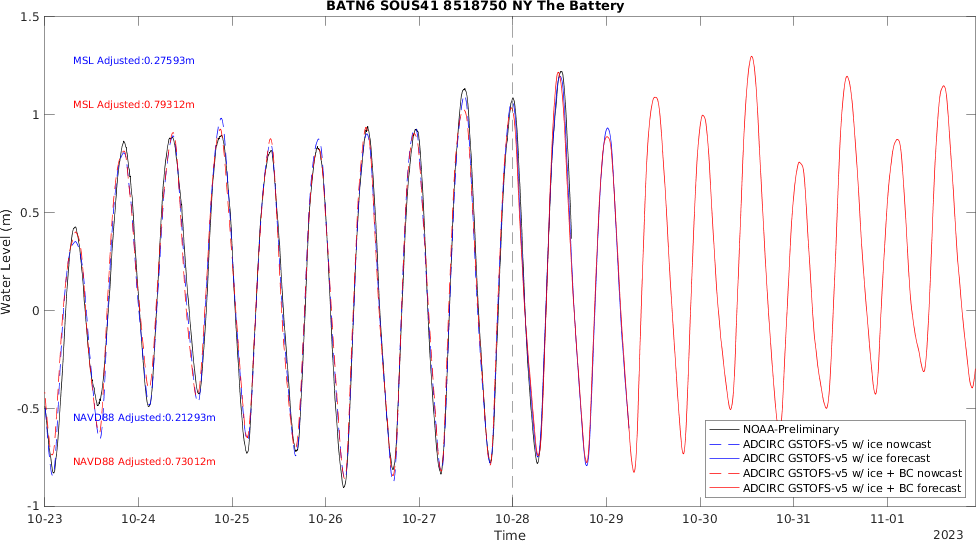 BATN6 SOUS41 8518750 NY The Battery
1.5
1
0.5
0
-0.5
-1
Water Level (m)
MSL Adjusted:0.27593m
MSL Adjusted:0.79312m
NAVD88 Adjusted:0.21293m
NAVD88 Adjusted:0.73012m
NOAA-Preliminary
ADCIRC GSTOFS-v5 w/ ice nowcast
ADCIRC GSTOFS-v5 w/ ice forecast
ADCIRC GSTOFS-v5 w/ice + BC nowcast
ADCIRC GSTOFS-v5 w/ice + BC forecast
10-23 10-24 10-25 10-26 10-27 10-28 10-29 10-30 10-31 11-01
Time
2023